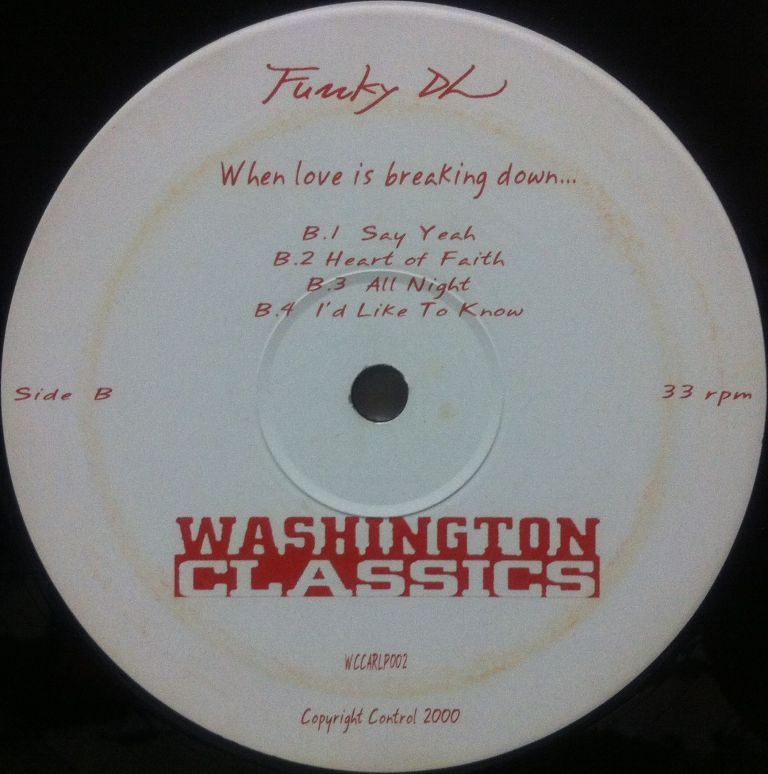 Funky DL
When love is breaking down...
B.1 Say Yeah
B.2 Heart of Faith
B.3 All Night
B.4 I'd Like To Know
Side B
33 rpm
WASHINGTON
CLASSICS
WCCARLP002
Copyright Control 2000